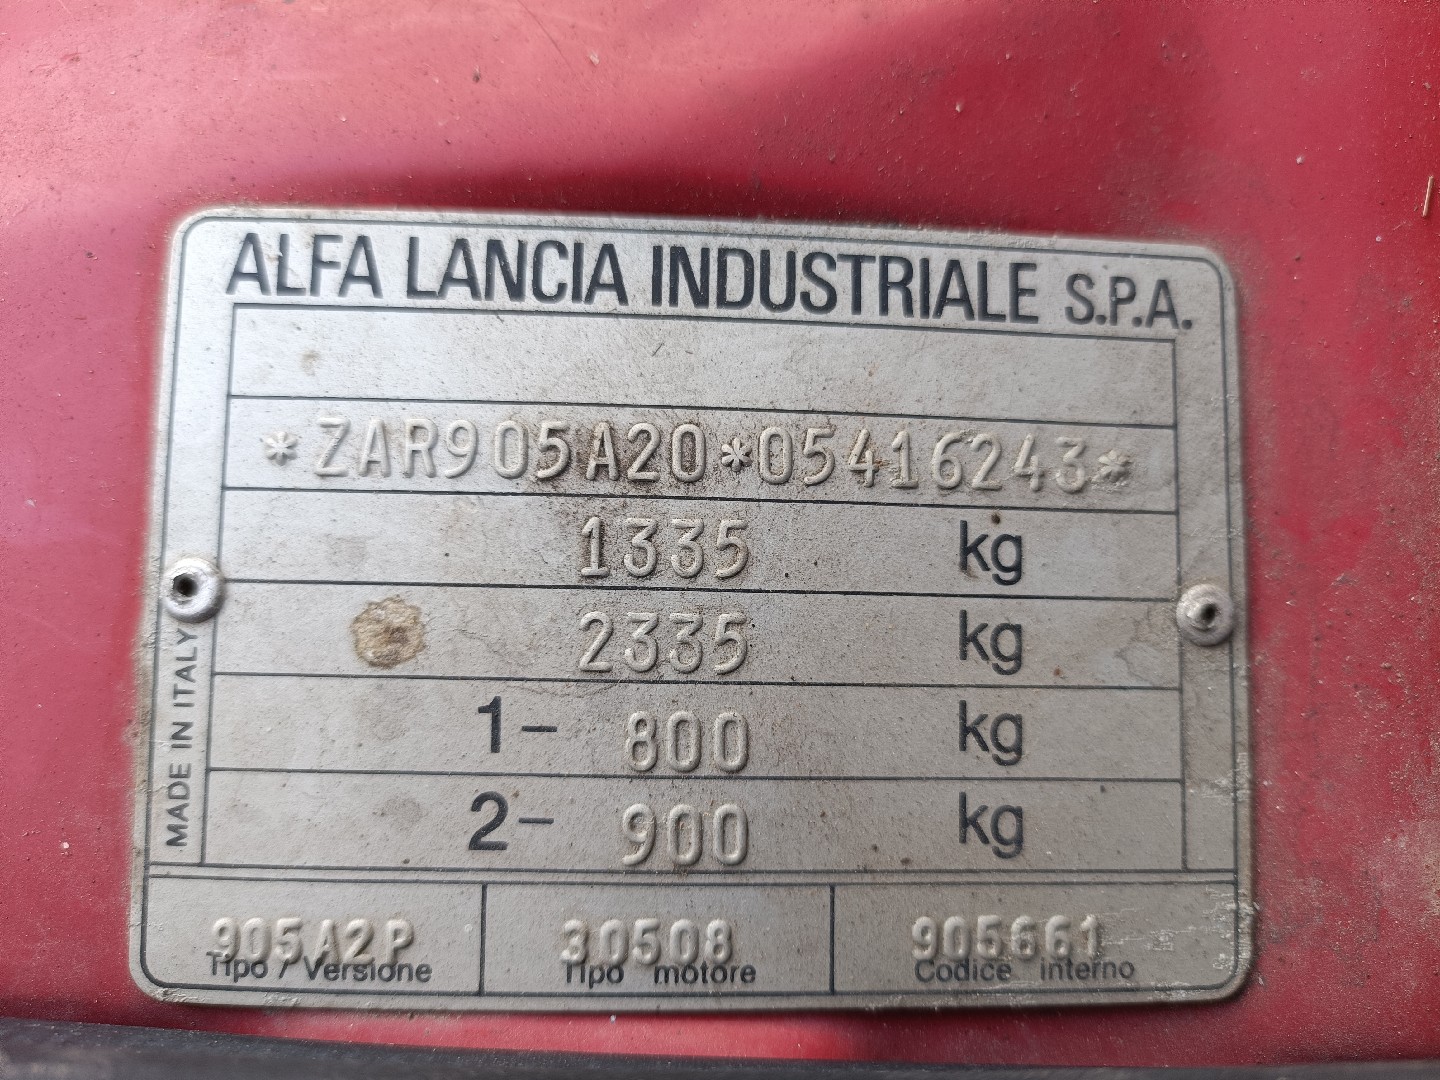 ALFA LANCIA INDUSTRIALE S.P.A.
*ZAR905A20*05416243*
1335 kg
2335 kg
1- 800 kg
2- 900 kg
MADE IN ITALY
905A2P 30508 905661
Tipo / Versione Tipo motore Codice interno